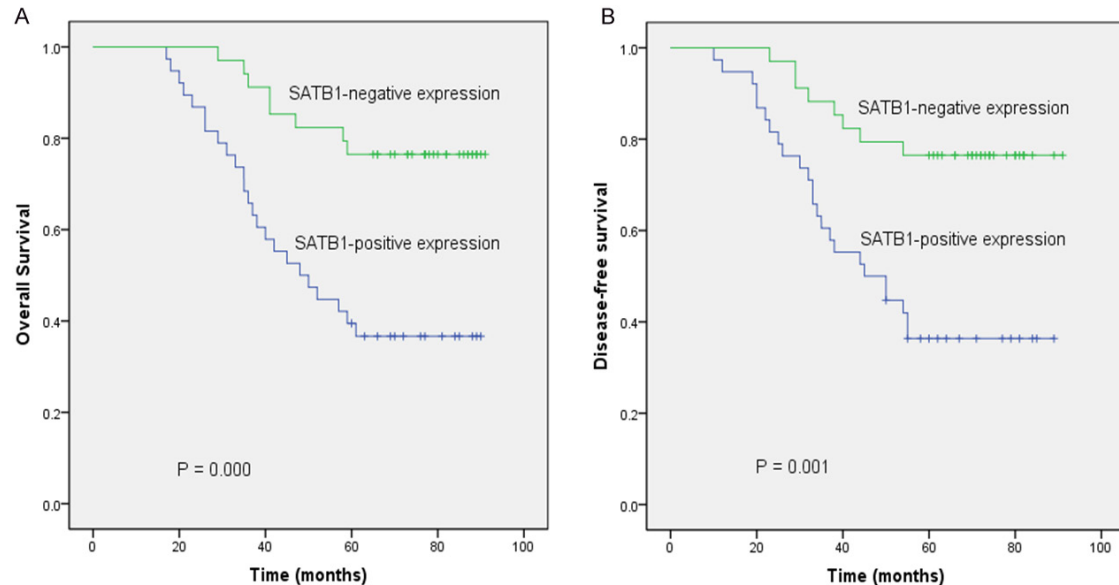 A
Overall Survival
1.0
0.8
0.6
0.4
0.2
0.0
SATB1-negative expression
SATB1-positive expression
P = 0.000
0 20 40 60 80 100
Time (months)
B
Disease-free survival
1.0
0.8
0.6
0.4
0.2
0.0
SATB1-negative expression
SATB1-positive expression
P = 0.001
0 20 40 60 80 100
Time (months)